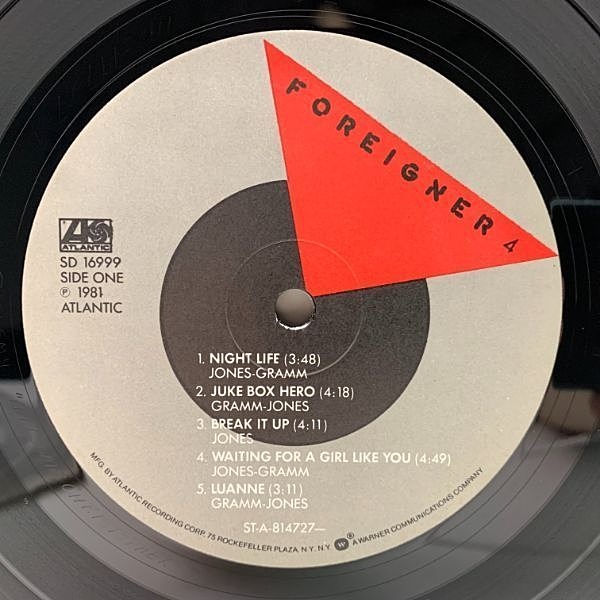 FOREIGNER 4
ATLANTIC
SD 16999
SIDE ONE
℗ 1981
ATLANTIC
1. NIGHT LIFE (3:48)
JONES-GRAMM
2. JUKE BOX HERO (4:18)
GRAMM-JONES
3. BREAK IT UP (4:11)
JONES
4. WAITING FOR A GIRL LIKE YOU (4:49)
JONES-GRAMM
5. LUANNE (3:11)
GRAMM-JONES
ST-A-814727—
MFG. BY ATLANTIC RECORDING CORP. 75 ROCKEFELLER PLAZA, N.Y., N.Y. W ® A WARNER COMMUNICATIONS COMPANY